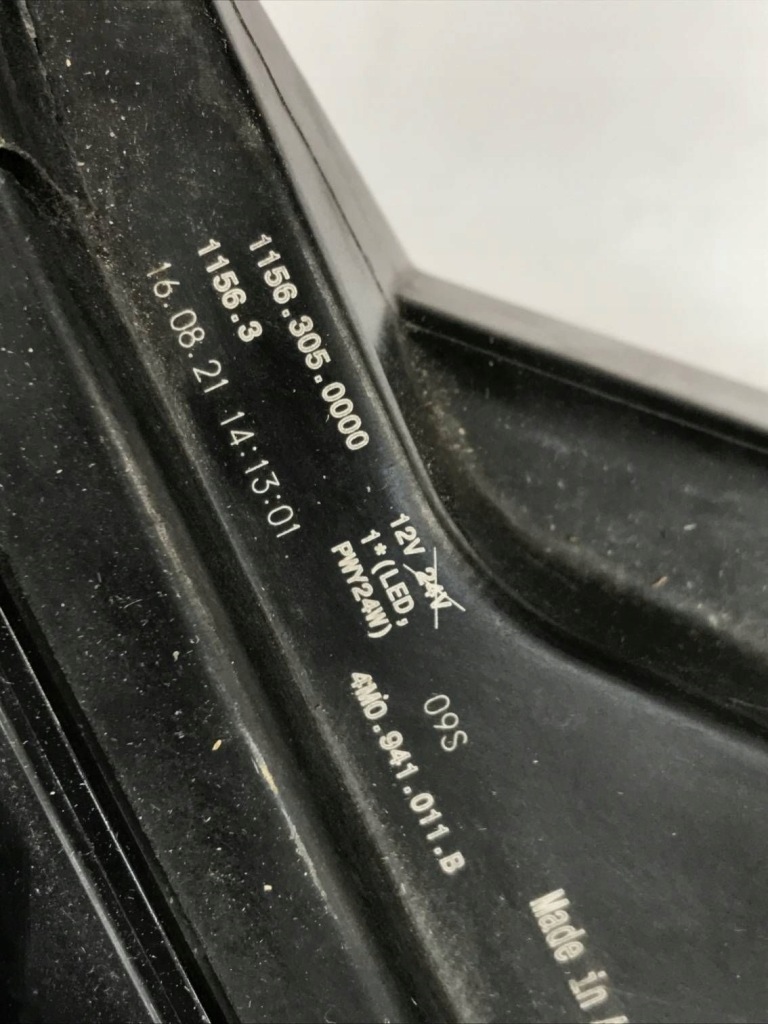 1156.305.0000
1156.3
16.08.21 14:13:01
12V 24V
1*(LED,
PWY24W)
09S
4M0.941.011.B
Made in